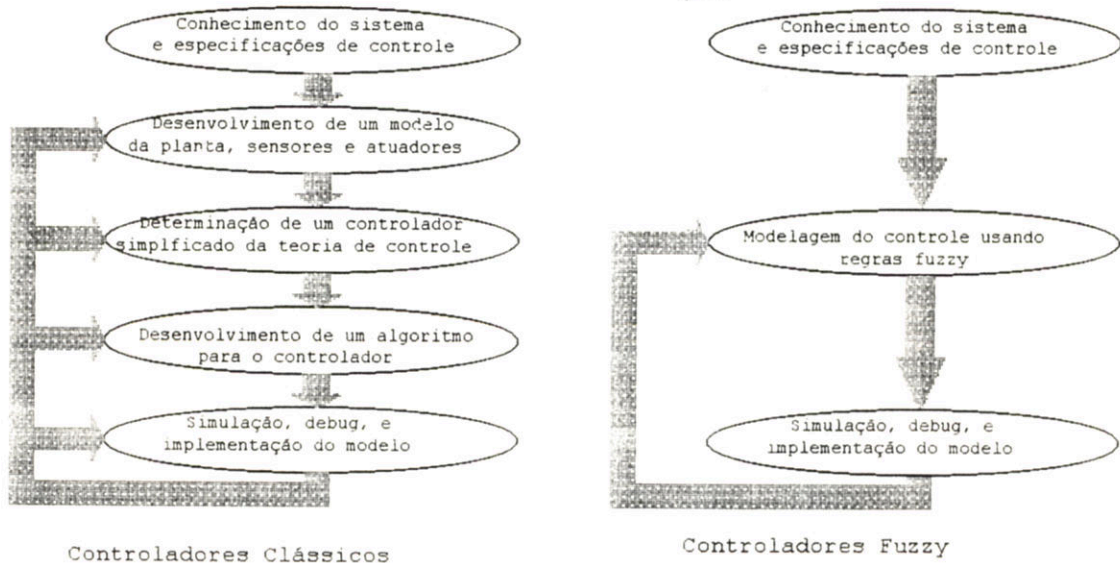 Conhecimento do sistema
e especificações de controle
Desenvolvimento de um modelo
da planta, sensores e atuadores
Determinação de um controlador
simplficado da teoria de controle
Desenvolvimento de um algoritmo
para o controlador
Simulação, debug, e
implementação do modelo
Controladores Clássicos
Conhecimento do sistema
e especificações de controle
Modelagem do controle usando
regras fuzzy
Simulação, debug, e
implementação do modelo
Controladores Fuzzy